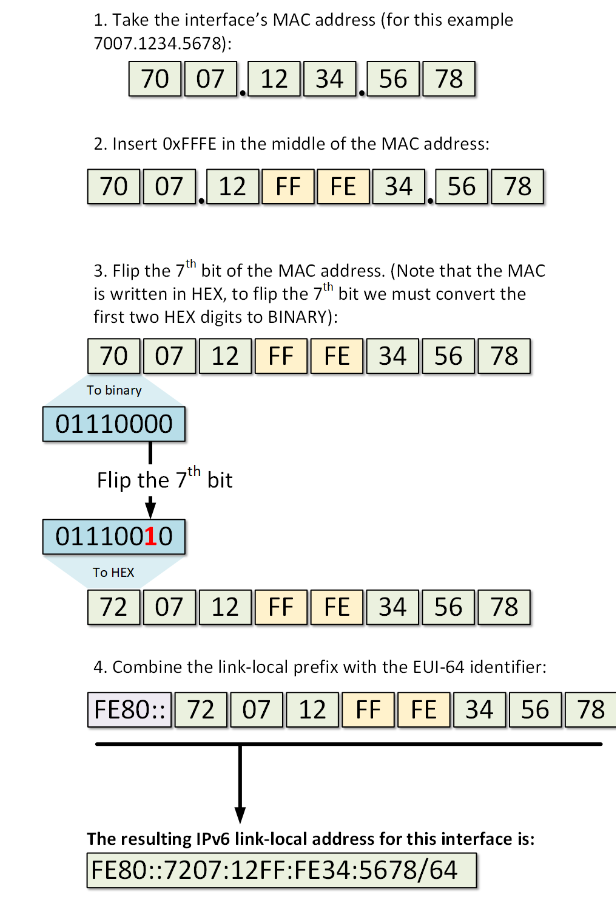 1. Take the interface's MAC address (for this example
7007.1234.5678):
70 07 . 12 34 . 56 78
2. Insert 0xFFFE in the middle of the MAC address:
70 07 . 12 FF FE 34 . 56 78
3. Flip the 7th bit of the MAC address. (Note that the MAC
is written in HEX, to flip the 7th bit we must convert the
first two HEX digits to BINARY):
70 07 12 FF FE 34 56 78
To binary
01110000
Flip the 7th bit
01110010
To HEX
72 07 12 FF FE 34 56 78
4. Combine the link-local prefix with the EUI-64 identifier:
FE80:: 72 07 12 FF FE 34 56 78
The resulting IPv6 link-local address for this interface is:
FE80::7207:12FF:FE34:5678/64